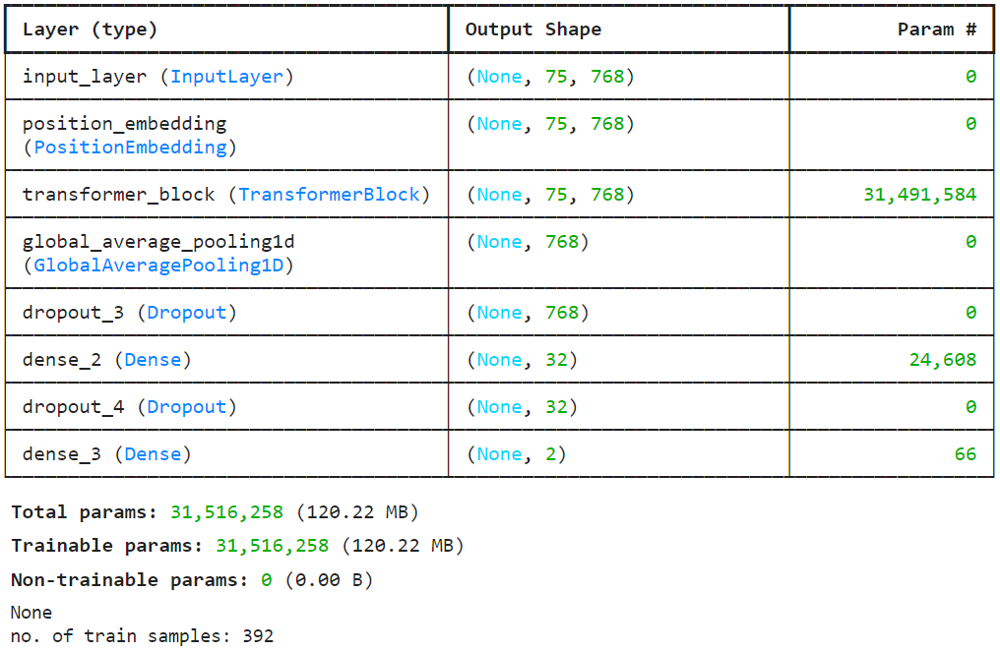 Layer (type) Output Shape Param #
input_layer (InputLayer) (None, 75, 768) 0
position_embedding (None, 75, 768) 0
(PositionEmbedding)
transformer_block (TransformerBlock) (None, 75, 768) 31,491,584
global_average_pooling1d (None, 768) 0
(GlobalAveragePooling1D)
dropout_3 (Dropout) (None, 768) 0
dense_2 (Dense) (None, 32) 24,608
dropout_4 (Dropout) (None, 32) 0
dense_3 (Dense) (None, 2) 66
Total params: 31,516,258 (120.22 MB)
Trainable params: 31,516,258 (120.22 MB)
Non-trainable params: 0 (0.00 B)
None
no. of train samples: 392